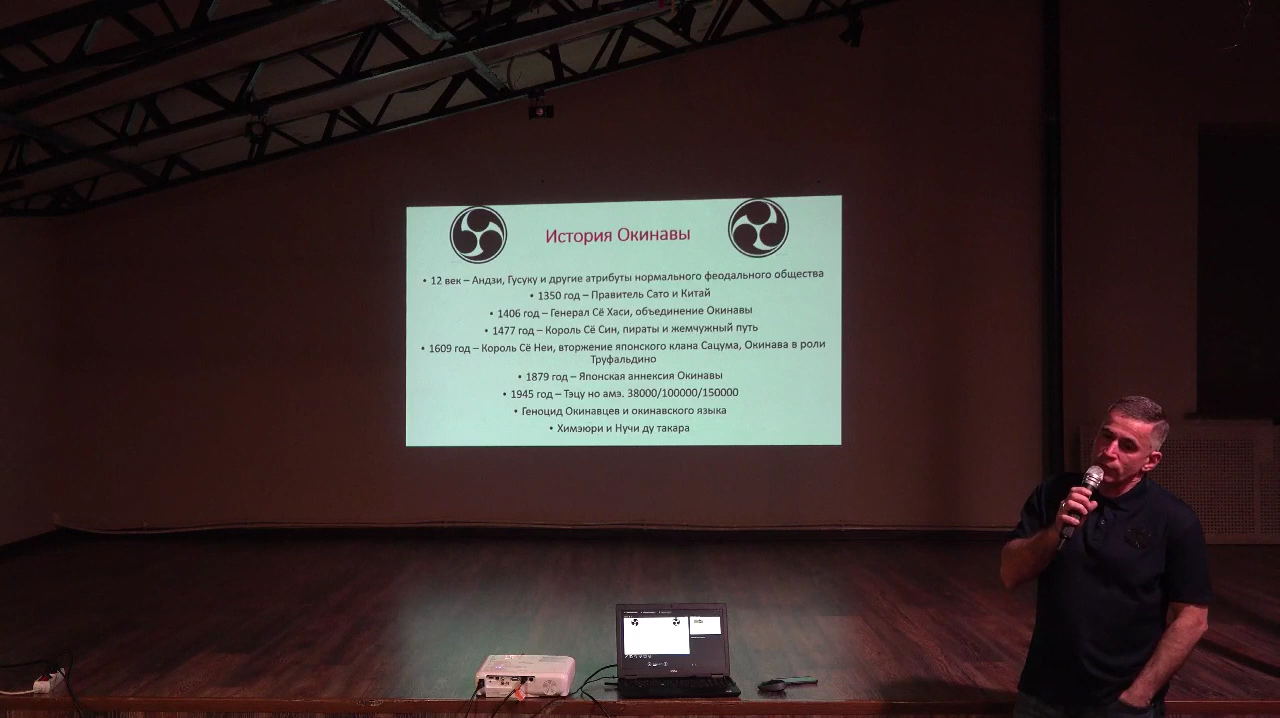 История Окинавы
• 12 век – Андзи, Гусуку и другие атрибуты нормального феодального общества
• 1350 год – Правитель Сато и Китай
• 1406 год – Генерал Сё Хаси, объединение Окинавы
• 1477 год – Король Сё Син, пираты и жемчужный путь
• 1609 год – Король Сё Неи, вторжение японского клана Сацума, Окинава в роли
Труфальдино
• 1879 год – Японская аннексия Окинавы
• 1945 год – Тэцу но амэ. 38000/100000/150000
• Геноцид Окинавцев и окинавского языка
• Химэюри и Нучи ду такара